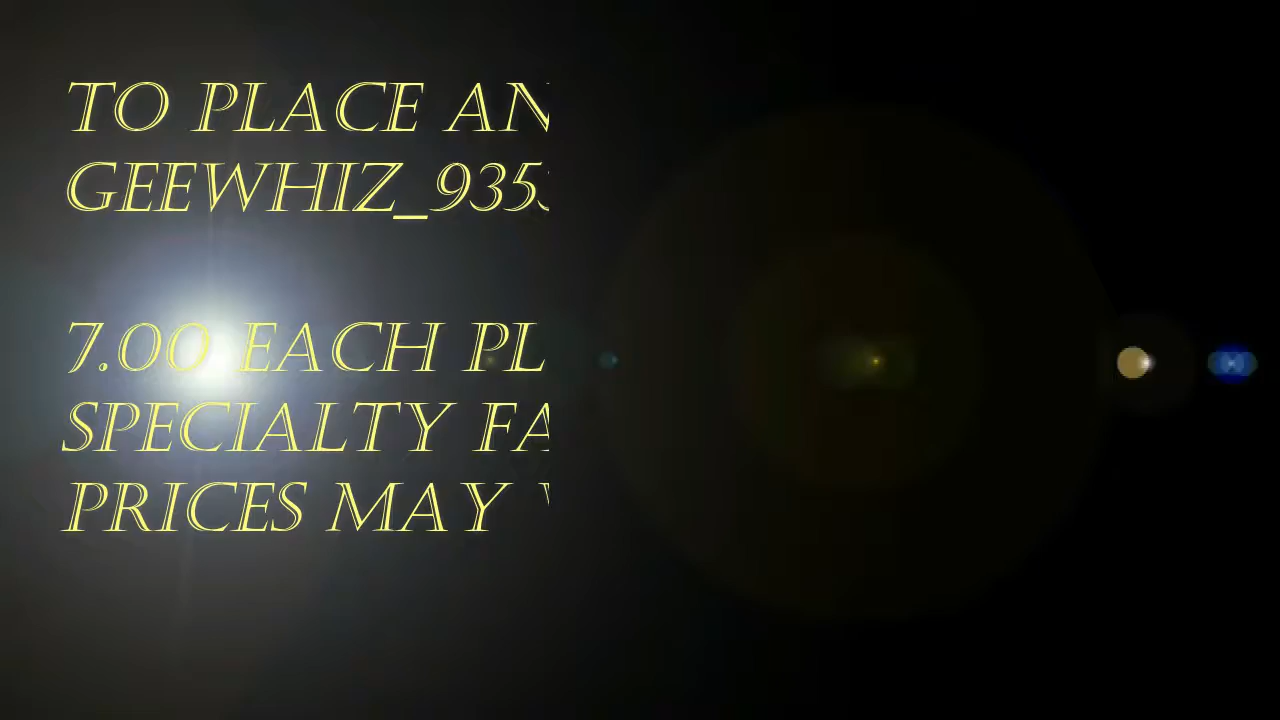 TO PLACE AN
GEEWHIZ_935
7.00 EACH PL
SPECIALTY FA
PRICES MAY